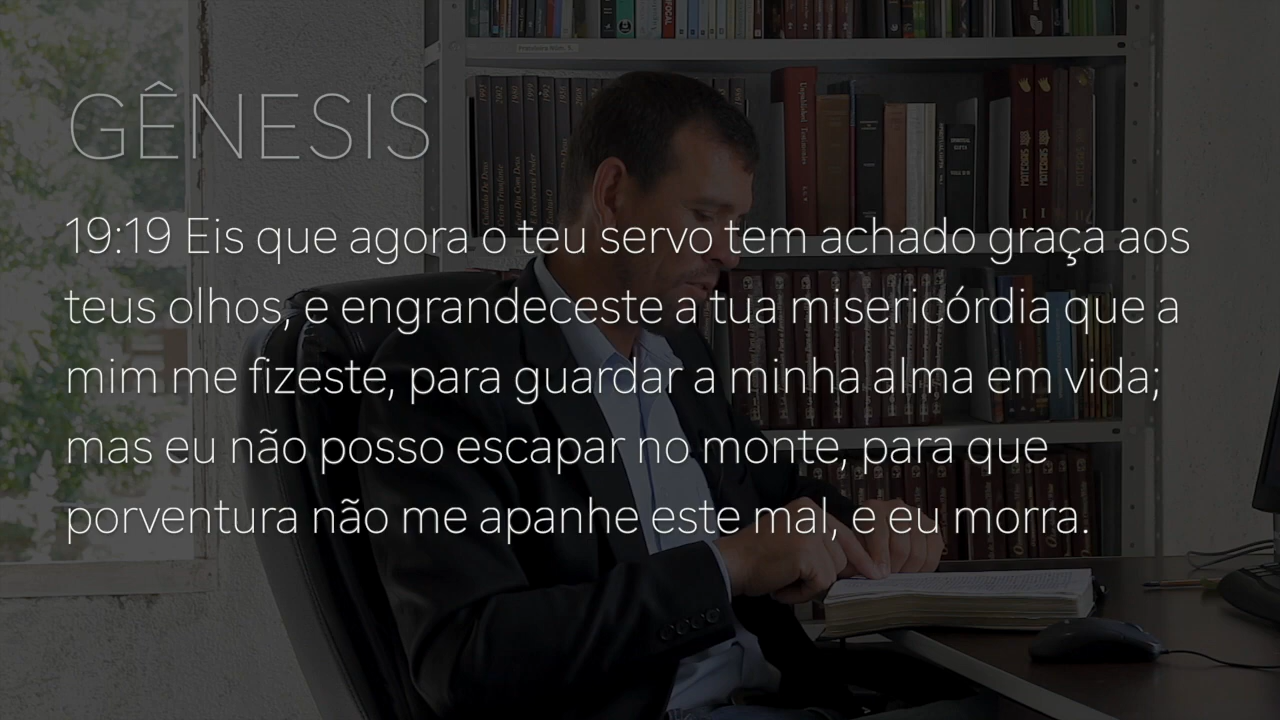 GÊNESIS
19:19 Eis que agora o teu servo tem achado graça aos
teus olhos, e engrandeceste a tua misericórdia que a
mim me fizeste, para guardar a minha alma em vida;
mas eu não posso escapar no monte, para que
porventura não me apanhe este mal, e eu morra.